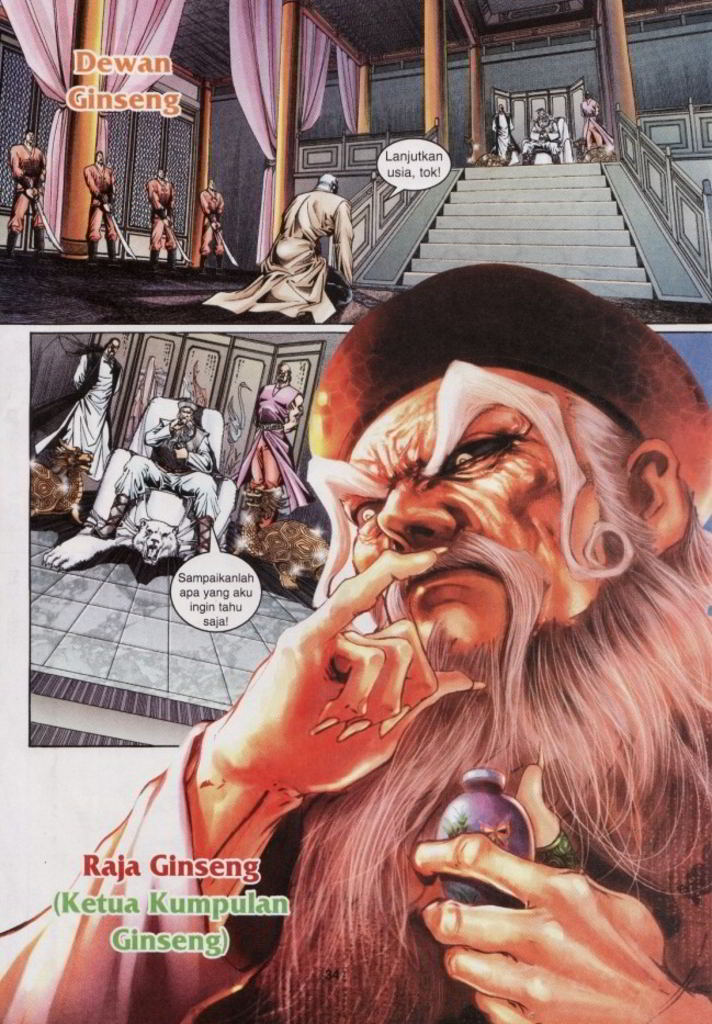 Dewan
Ginseng
Lanjutkan
usia, tok!
Sampaikanlah
apa yang aku
ingin tahu
saja!
Raja Ginseng
(Ketua Kumpulan
Ginseng)
34